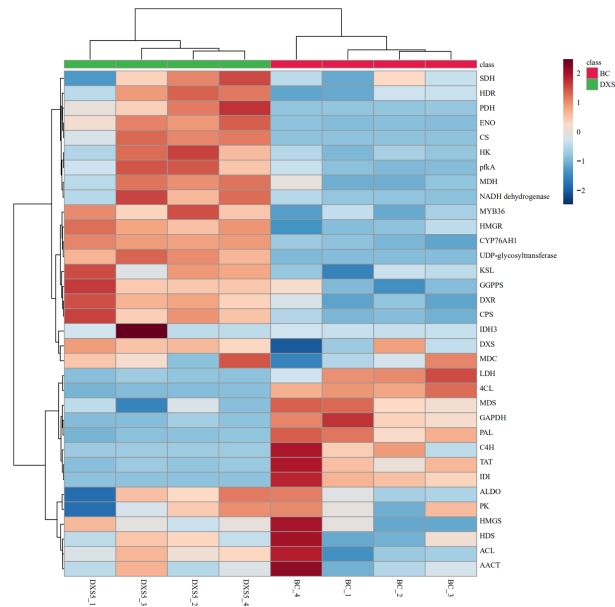 class
SDH
HDR
PDH
ENO
CS
HK
pfkA
MDH
NADH dehydrogenase
MYB36
HMGR
CYP76AH1
UDP-glycosyltransferase
KSL
GGPPS
DXR
CPS
IDH3
DXS
MDC
LDH
4CL
MDS
GAPDH
PAL
C4H
TAT
IDI
ALDO
PK
HMGS
HDS
ACL
AACT
DXS5_1
DXS5_3
DXS5_2
DXS5_4
BC_4
BC_1
BC_2
BC_3
2
1
0
−1
−2
class
BC
DXS